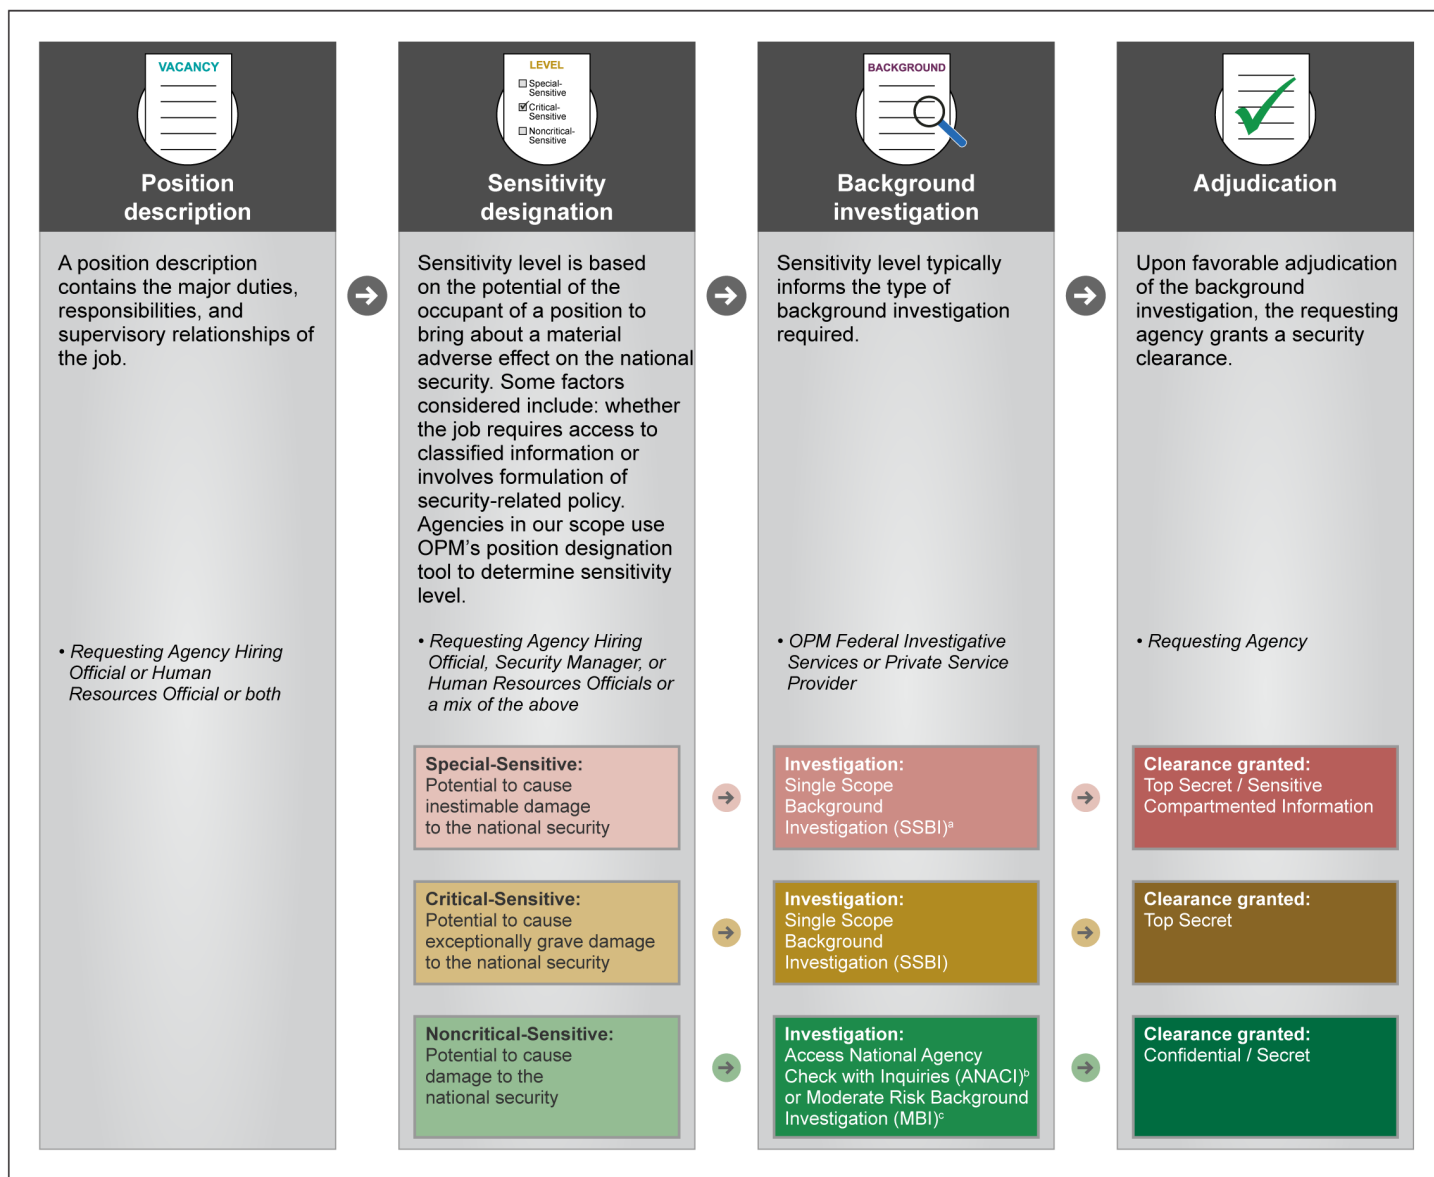 VACANCY
Position
description
A position description
contains the major duties,
responsibilities, and
supervisory relationships of
the job.
• Requesting Agency Hiring
Official or Human
Resources Official or both
LEVEL
Special-
Sensitive
Critical-
Sensitive
Noncritical-
Sensitive
Sensitivity
designation
Sensitivity level is based
on the potential of the
occupant of a position to
bring about a material
adverse effect on the national
security. Some factors
considered include: whether
the job requires access to
classified information or
involves formulation of
security-related policy.
Agencies in our scope use
OPM’s position designation
tool to determine sensitivity
level.
• Requesting Agency Hiring
Official, Security Manager, or
Human Resources Officials or
a mix of the above
BACKGROUND
Background
investigation
Sensitivity level typically
informs the type of
background investigation
required.
• OPM Federal Investigative
Services or Private Service
Provider
Adjudication
Upon favorable adjudication
of the background
investigation, the requesting
agency grants a security
clearance.
• Requesting Agency
Special-Sensitive:
Potential to cause
inestimable damage
to the national security
Investigation:
Single Scope
Background
Investigation (SSBI)ᵃ
Clearance granted:
Top Secret / Sensitive
Compartmented Information
Critical-Sensitive:
Potential to cause
exceptionally grave damage
to the national security
Investigation:
Single Scope
Background
Investigation (SSBI)
Clearance granted:
Top Secret
Noncritical-Sensitive:
Potential to cause
damage to the
national security
Investigation:
Access National Agency
Check with Inquiries (ANACI)ᵇ
or Moderate Risk Background
Investigation (MBI)ᶜ
Clearance granted:
Confidential / Secret